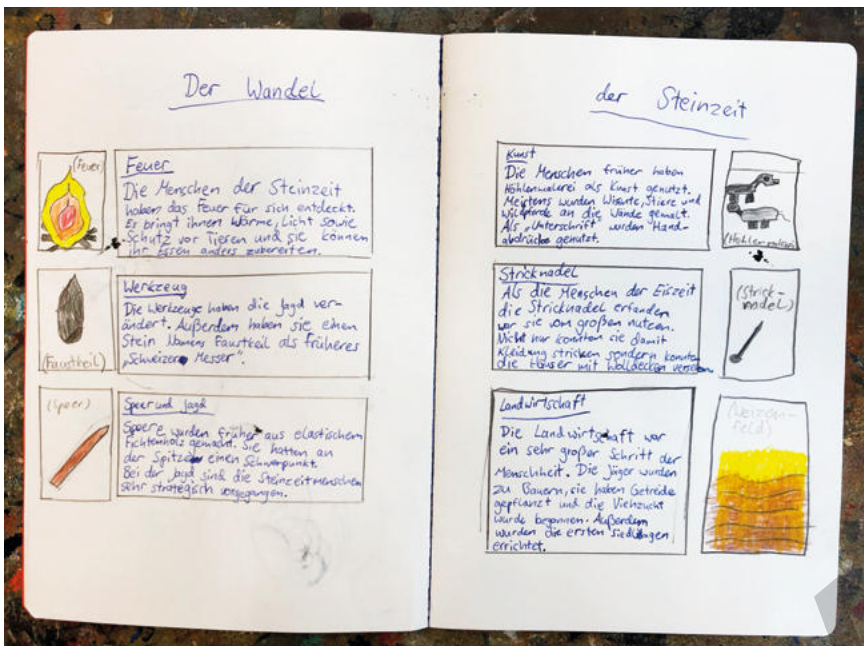 Der Wandel
(Feuer)
Feuer
Die Menschen der Steinzeit
haben das Feuer für sich entdeckt.
Es bringt ihnen Wärme, Licht sowie
Schutz vor Tieren und sie können
ihr Essen anders zubereiten.
(Faustkeil)
Werkzeug
Die Werkzeuge haben die Jagd ver-
ändert. Außerdem haben sie einen
Stein Namens Faustkeil als früheres
„Schweizer Messer".
(Speer)
Speer und Jagd
Speere wurden früher aus elastischem
Fichtenholz gemacht. Sie hatten an
der Spitze einen Schwerpunkt.
Bei der Jagd sind die Steinzeitmenschen
sehr strategisch vorgegangen.
der Steinzeit
Kunst
Die Menschen früher haben
Höhlenmalerei als Kunst genutzt.
Meistens wurden Wisente, Stiere und
Wildpferde an die Wände gemalt.
Als „Unterschrift" wurden Hand-
abdrücke genutzt.
(Höhlenmalerei)
Stricknadel
Als die Menschen der Eiszeit
die Stricknadel erfanden
war sie von großen nutzen.
Nicht nur konnten sie damit
Kleidung stricken sondern konnten
die Häuser mit Wolldecken versehen.
(Strick-
nadel)
Landwirtschaft
Die Landwirtschaft war
ein sehr großer Schritt der
Menschheit. Die Jäger wurden
zu Bauern, sie haben Getreide
gepflanzt und die Viehzucht
wurde begonnen. Außerdem
wurden die ersten siedlungen
errichtet.
(Weizen-
feld)